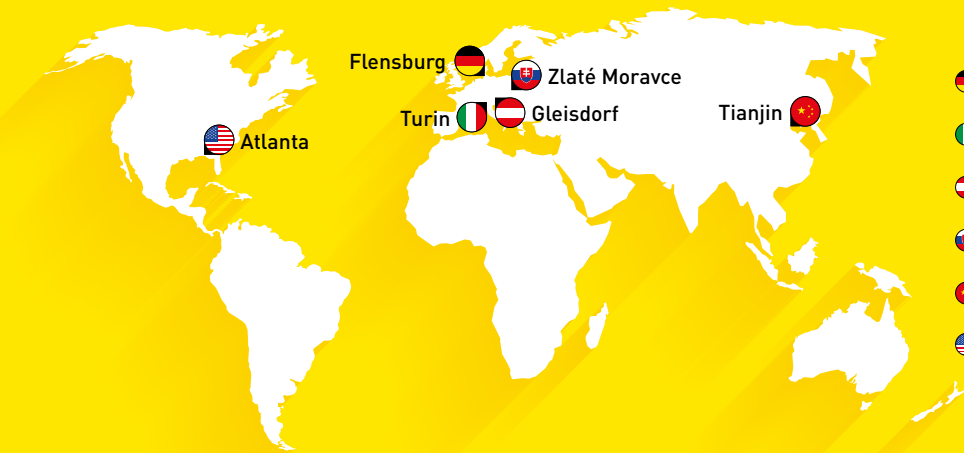 Flensburg
Zlaté Moravce
Turin
Gleisdorf
Tianjin
Atlanta